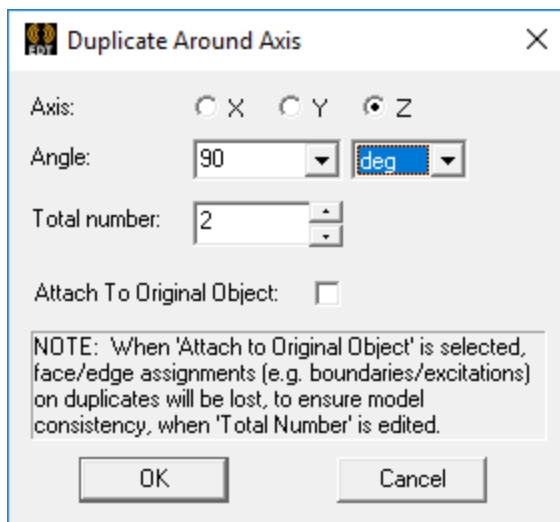 EDT
Duplicate Around Axis
Axis: X Y Z
Angle: 90 deg
Total number: 2
Attach To Original Object:
NOTE: When 'Attach to Original Object' is selected,
face/edge assignments (e.g. boundaries/excitations)
on duplicates will be lost, to ensure model
consistency, when 'Total Number' is edited.
OK Cancel